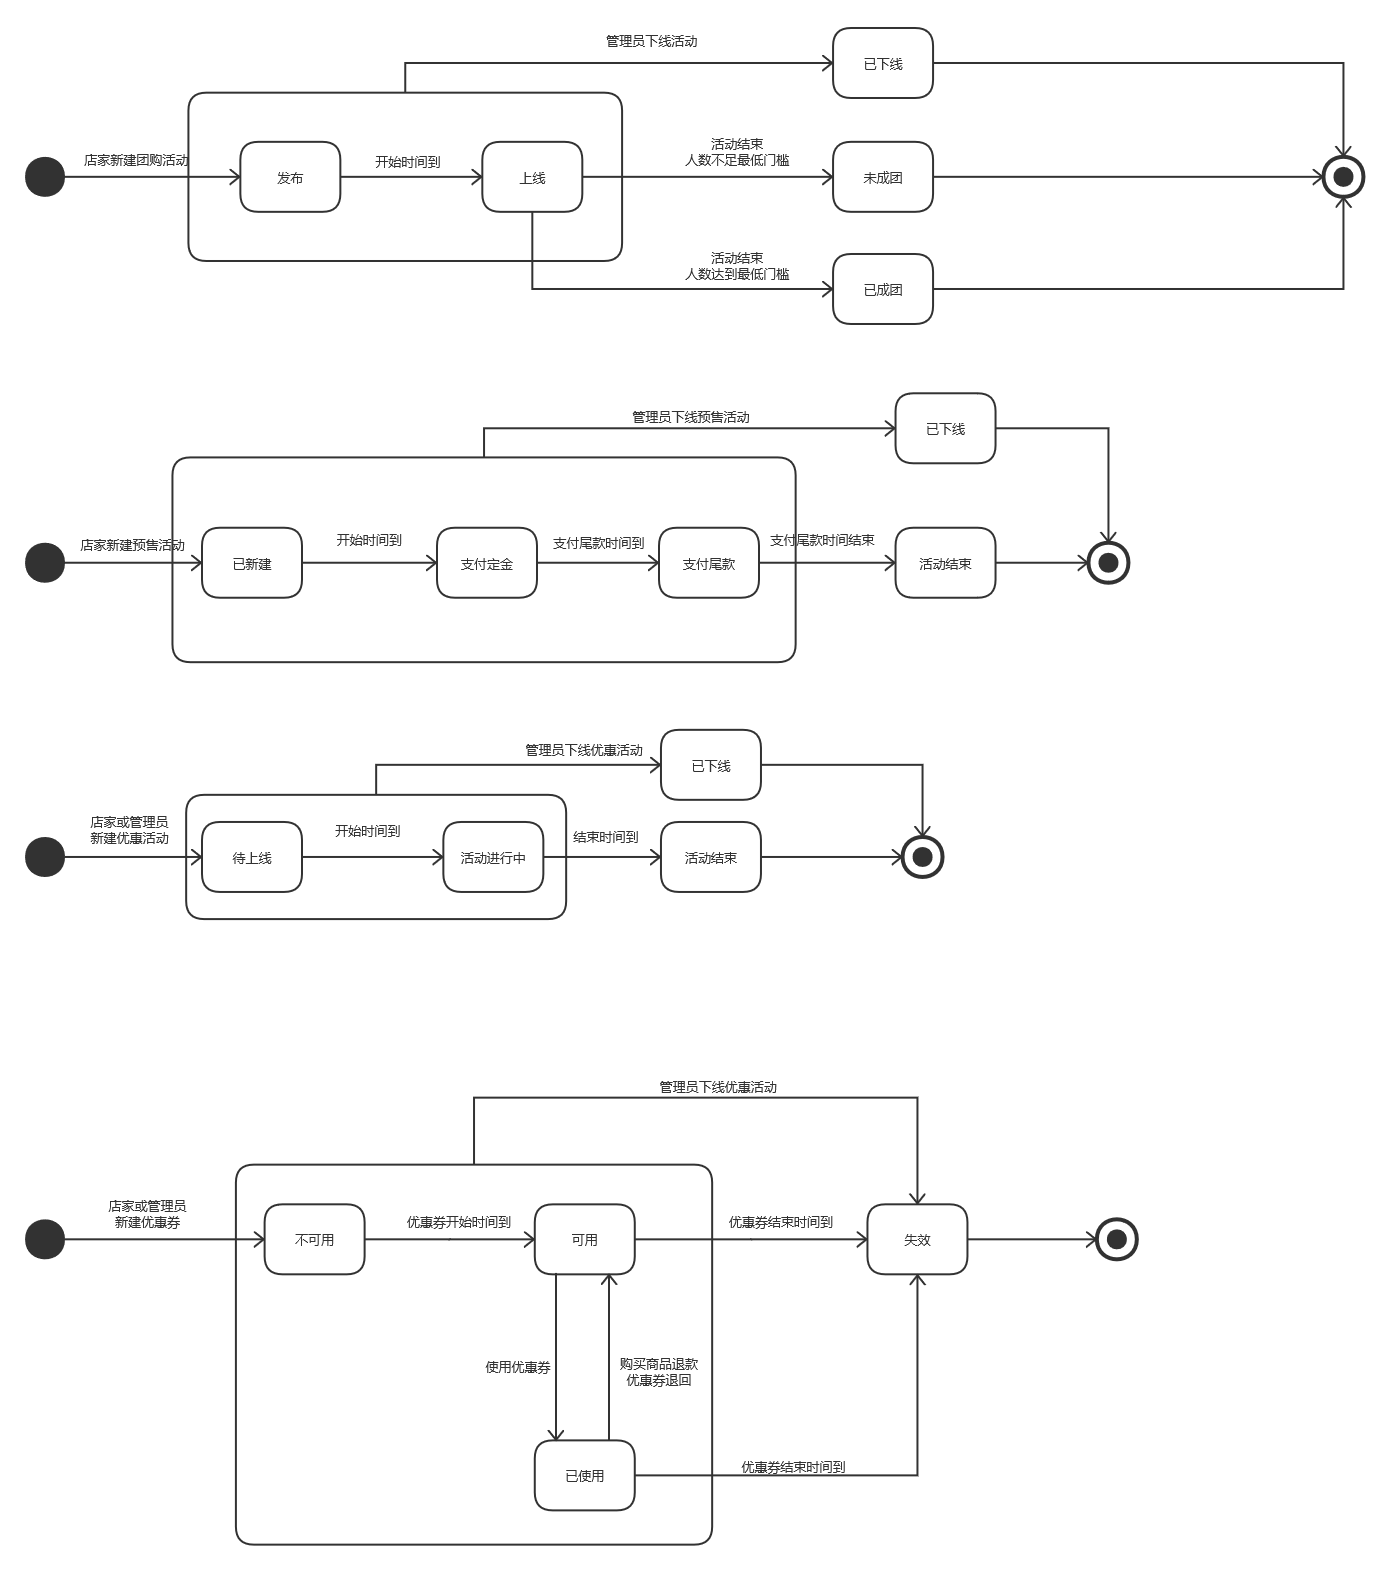 管理员下线活动
已下线
店家新建团购活动
发布
开始时间到
上线
活动结束
人数不足最低门槛
未成团
活动结束
人数达到最低门槛
已成团
管理员下线预售活动
已下线
店家新建预售活动
已新建
开始时间到
支付定金
支付尾款时间到
支付尾款
支付尾款时间结束
活动结束
管理员下线优惠活动
已下线
店家或管理员
新建优惠活动
待上线
开始时间到
活动进行中
结束时间到
活动结束
管理员下线优惠活动
店家或管理员
新建优惠券
不可用
优惠券开始时间到
可用
优惠券结束时间到
失效
使用优惠券
购买商品退款
优惠券退回
已使用
优惠券结束时间到